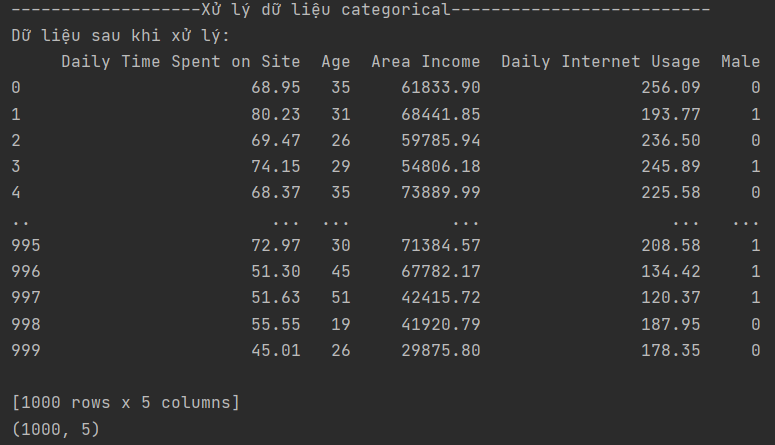 -------------------Xử lý dữ liệu categorical--------------------------
Dữ liệu sau khi xử lý:
     Daily Time Spent on Site  Age  Area Income  Daily Internet Usage  Male
0                       68.95   35     61833.90                256.09     0
1                       80.23   31     68441.85                193.77     1
2                       69.47   26     59785.94                236.50     0
3                       74.15   29     54806.18                245.89     1
4                       68.37   35     73889.99                225.58     0
..                        ...  ...          ...                   ...   ...
995                     72.97   30     71384.57                208.58     1
996                     51.30   45     67782.17                134.42     1
997                     51.63   51     42415.72                120.37     1
998                     55.55   19     41920.79                187.95     0
999                     45.01   26     29875.80                178.35     0
[1000 rows x 5 columns]
(1000, 5)